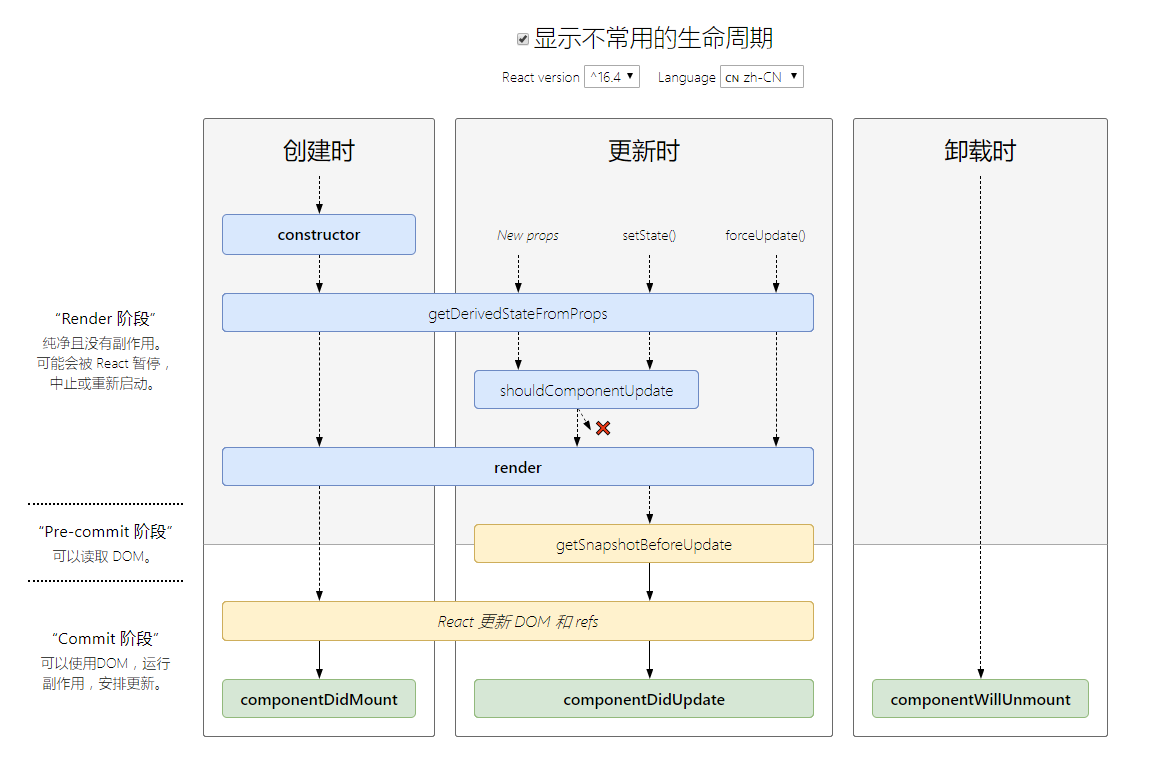 显示不常用的生命周期
React version ^16.4 Language CN zh-CN
创建时
更新时
卸载时
constructor
New props
setState()
forceUpdate()
getDerivedStateFromProps
“Render 阶段”
纯净且没有副作用。
可能会被 React 暂停，
中止或重新启动。
shouldComponentUpdate
render
“Pre-commit 阶段”
可以读取 DOM。
getSnapshotBeforeUpdate
React 更新 DOM 和 refs
“Commit 阶段”
可以使用DOM，运行
副作用，安排更新。
componentDidMount
componentDidUpdate
componentWillUnmount